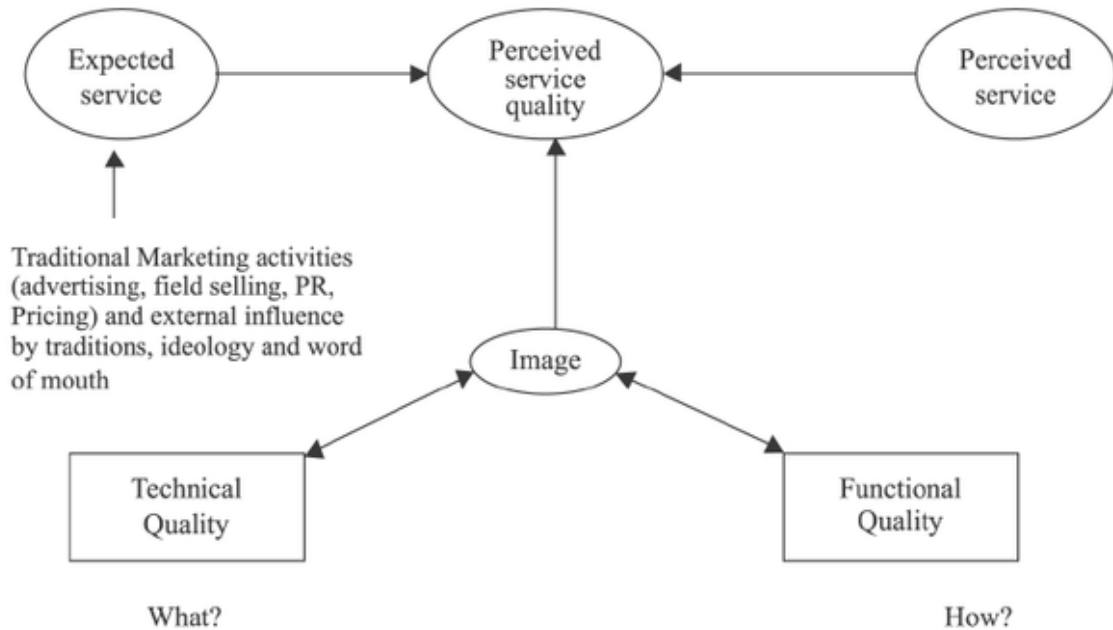 Expected
service
Perceived
service
quality
Perceived
service
Traditional Marketing activities
(advertising, field selling, PR,
Pricing) and external influence
by traditions, ideology and word
of mouth
Image
Technical
Quality
Functional
Quality
What?
How?